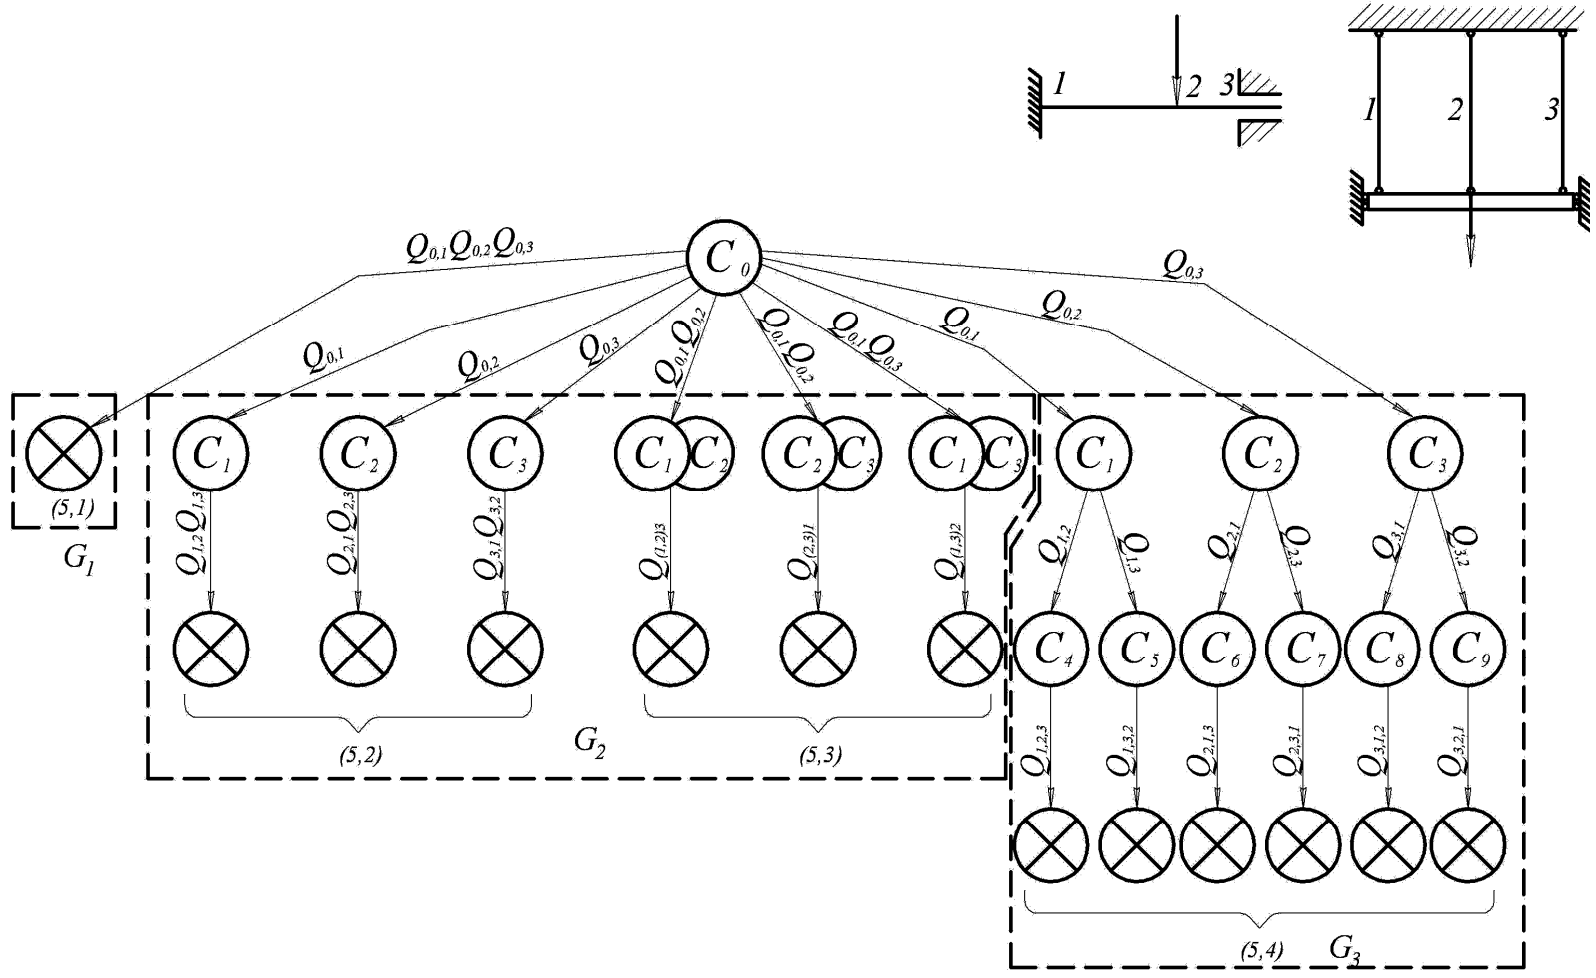 1 2 3
1 2 3
C₀
Q₀,₁Q₀,₂Q₀,₃
Q₀,₁
Q₀,₂
Q₀,₃
Q₀,₁Q₀,₂
Q₀,₁Q₀,₂
Q₀,₁Q₀,₃
Q₀,₁
Q₀,₂
Q₀,₃
C₁ C₂ C₃ C₁ C₂ C₂ C₃ C₁ C₃ C₁ C₂ C₃
(5,1)
G₁
Q₁,₂Q₁,₃
Q₂,₁Q₂,₃
Q₃,₁Q₃,₂
Q₍₁,₂₎₃
Q₍₂,₃₎₁
Q₍₁,₃₎₂
Q₁,₂
Q₁,₃
Q₂,₁
Q₂,₃
Q₃,₁
Q₃,₂
C₄ C₅ C₆ C₇ C₈ C₉
(5,2)
G₂
(5,3)
Q₁,₂,₃
Q₁,₃,₂
Q₂,₁,₃
Q₂,₃,₁
Q₃,₁,₂
Q₃,₂,₁
(5,4)
G₃